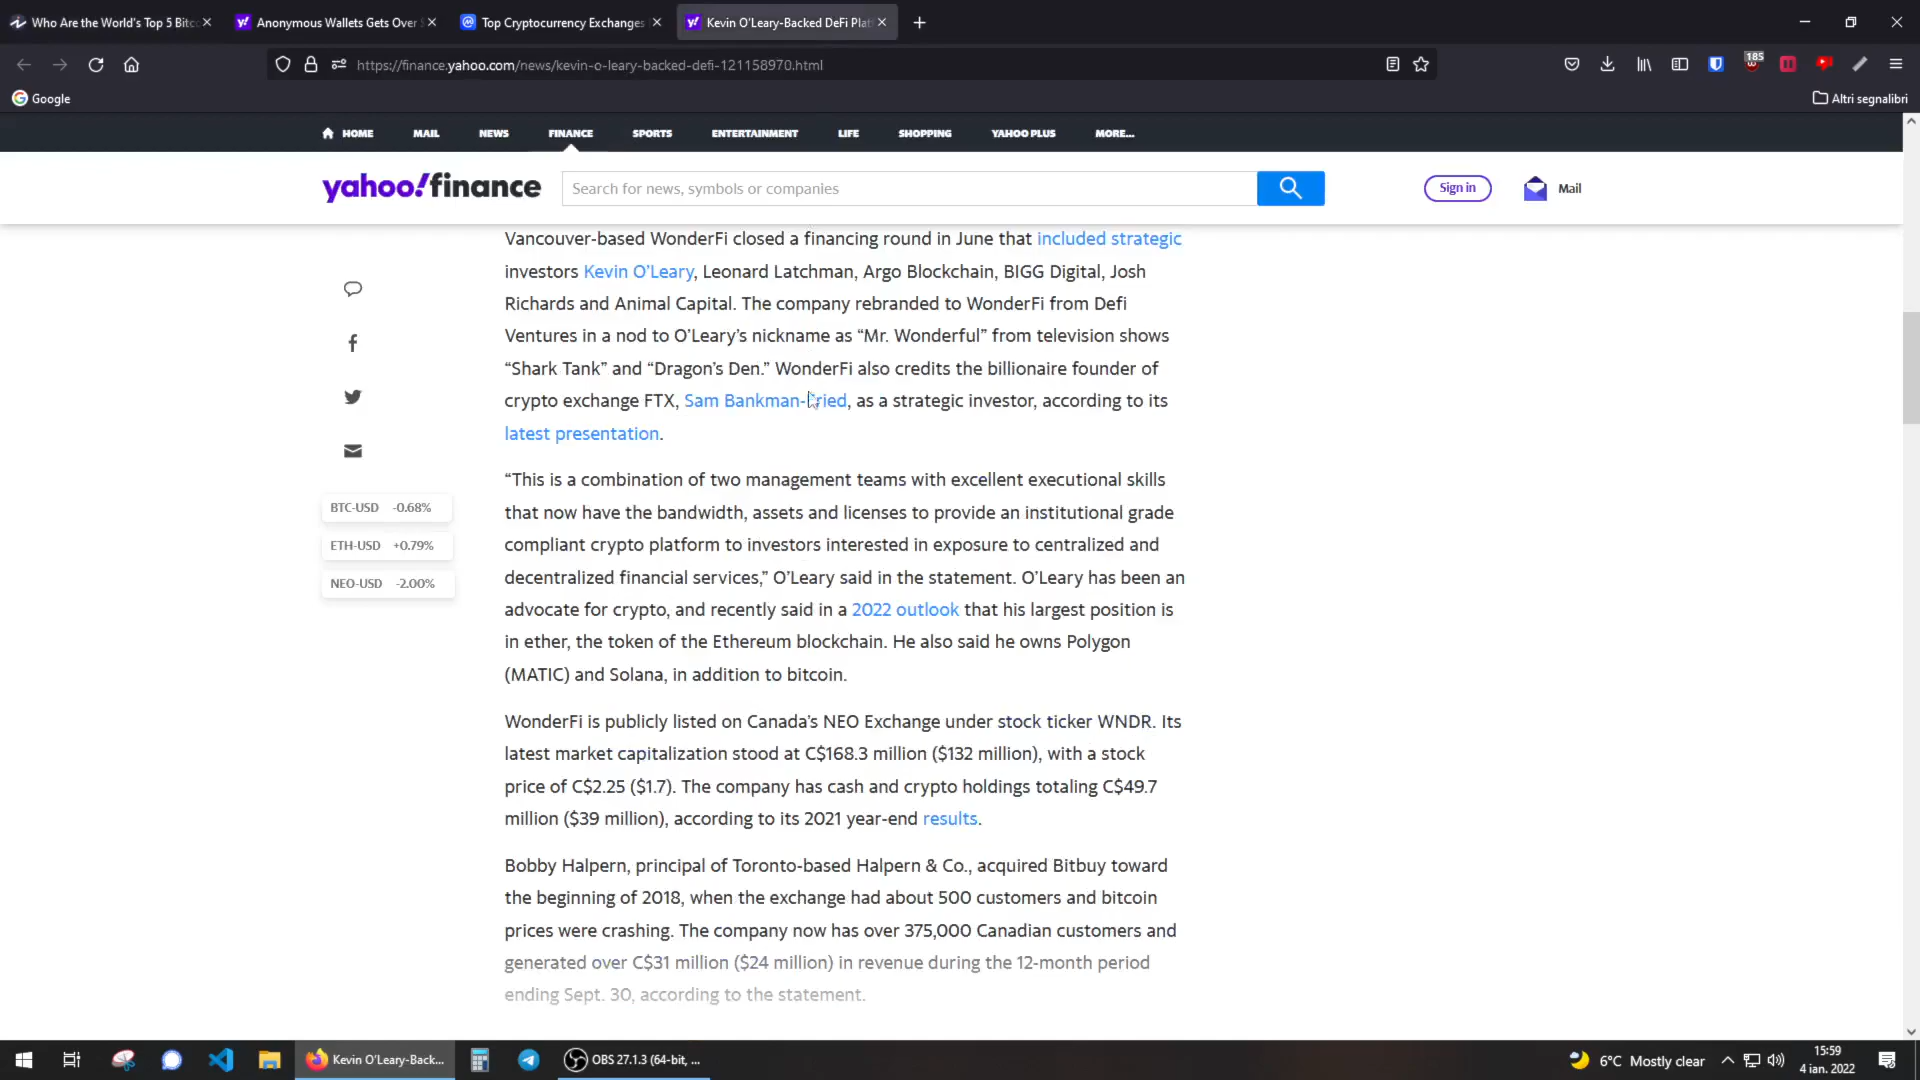 Who Are the World's Top 5 Bitco
Anonymous Wallets Gets Over
Top Cryptocurrency Exchanges
Kevin O'Leary-Backed DeFi Plat
https://finance.yahoo.com/news/kevin-o-leary-backed-defi-121158970.html
185
Google
Altri segnalibri
HOME MAIL NEWS FINANCE SPORTS ENTERTAINMENT LIFE SHOPPING YAHOO PLUS MORE...
yahoo!finance
Search for news, symbols or companies
Sign in
Mail
Vancouver-based WonderFi closed a financing round in June that included strategic
investors Kevin O'Leary, Leonard Latchman, Argo Blockchain, BIGG Digital, Josh
Richards and Animal Capital. The company rebranded to WonderFi from Defi
Ventures in a nod to O'Leary's nickname as “Mr. Wonderful” from television shows
“Shark Tank” and “Dragon's Den.” WonderFi also credits the billionaire founder of
crypto exchange FTX, Sam Bankman-Fried, as a strategic investor, according to its
latest presentation.
BTC-USD -0.68%
ETH-USD +0.79%
NEO-USD -2.00%
“This is a combination of two management teams with excellent executional skills
that now have the bandwidth, assets and licenses to provide an institutional grade
compliant crypto platform to investors interested in exposure to centralized and
decentralized financial services,” O'Leary said in the statement. O'Leary has been an
advocate for crypto, and recently said in a 2022 outlook that his largest position is
in ether, the token of the Ethereum blockchain. He also said he owns Polygon
(MATIC) and Solana, in addition to bitcoin.
WonderFi is publicly listed on Canada's NEO Exchange under stock ticker WNDR. Its
latest market capitalization stood at C$168.3 million ($132 million), with a stock
price of C$2.25 ($1.7). The company has cash and crypto holdings totaling C$49.7
million ($39 million), according to its 2021 year-end results.
Bobby Halpern, principal of Toronto-based Halpern & Co., acquired Bitbuy toward
the beginning of 2018, when the exchange had about 500 customers and bitcoin
prices were crashing. The company now has over 375,000 Canadian customers and
generated over C$31 million ($24 million) in revenue during the 12-month period
ending Sept. 30, according to the statement.
Kevin O'Leary-Back...
OBS 27.1.3 (64-bit, ...
6°C Mostly clear
15:59
4 ian. 2022